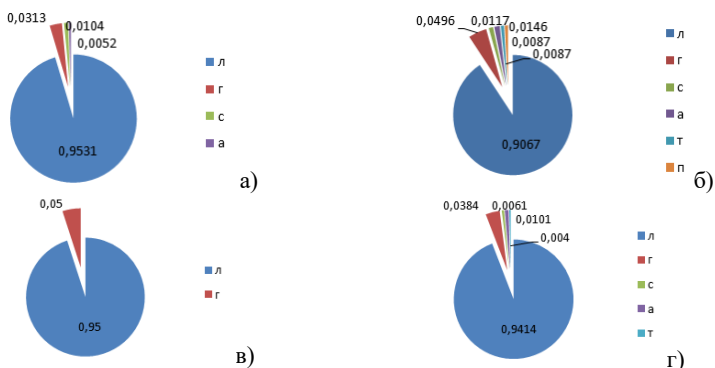 0,0313
0,0104
0,0052
0,9531
л
г
с
а
а)
0,0496
0,0117
0,0146
0,0087
0,0087
0,9067
л
г
с
а
т
п
б)
0,05
0,95
л
г
в)
0,0384
0,0061
0,0101
0,004
0,9414
л
г
с
а
т
г)